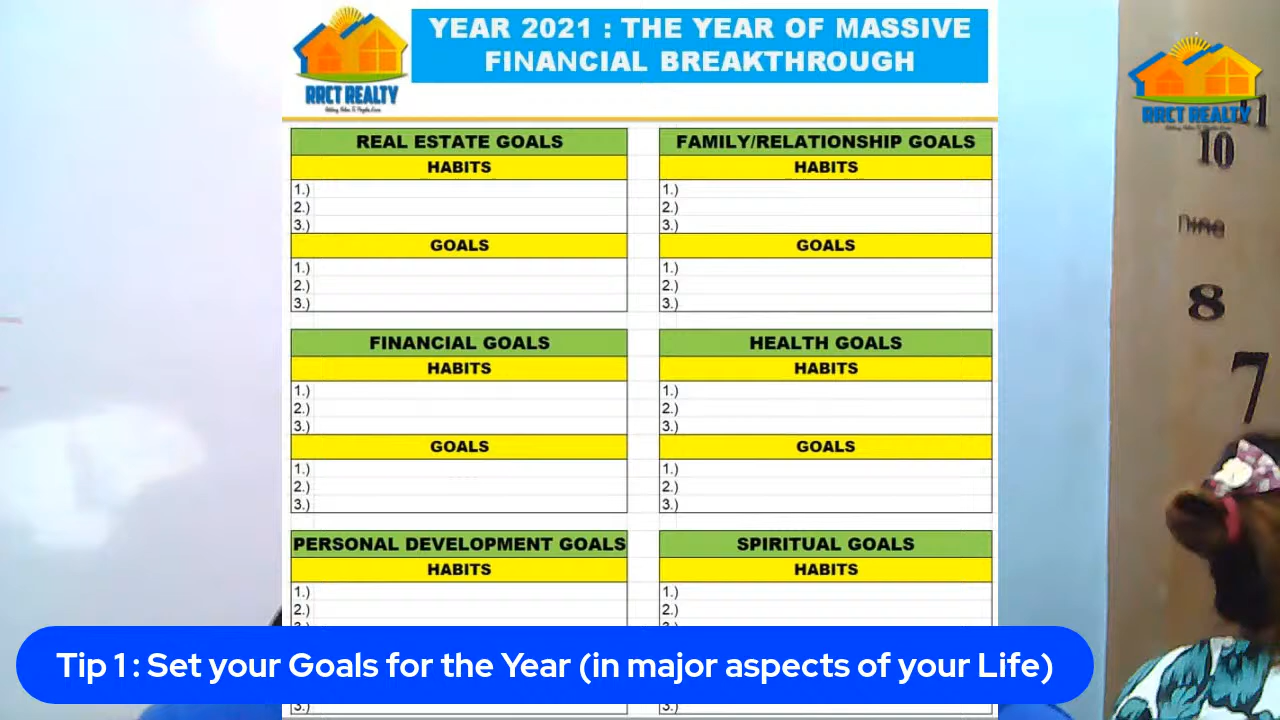 YEAR 2021 : THE YEAR OF MASSIVE
FINANCIAL BREAKTHROUGH
RRCT REALTY
RRCT REALTY
11
10
nine
8
7
REAL ESTATE GOALS
HABITS
1.)
2.)
3.)
GOALS
1.)
2.)
3.)
FAMILY/RELATIONSHIP GOALS
HABITS
1.)
2.)
3.)
GOALS
1.)
2.)
3.)
FINANCIAL GOALS
HABITS
1.)
2.)
3.)
GOALS
1.)
2.)
3.)
HEALTH GOALS
HABITS
1.)
2.)
3.)
GOALS
1.)
2.)
3.)
PERSONAL DEVELOPMENT GOALS
HABITS
1.)
2.)
SPIRITUAL GOALS
HABITS
1.)
2.)
Tip 1 : Set your Goals for the Year (in major aspects of your Life)
3.)
3.)